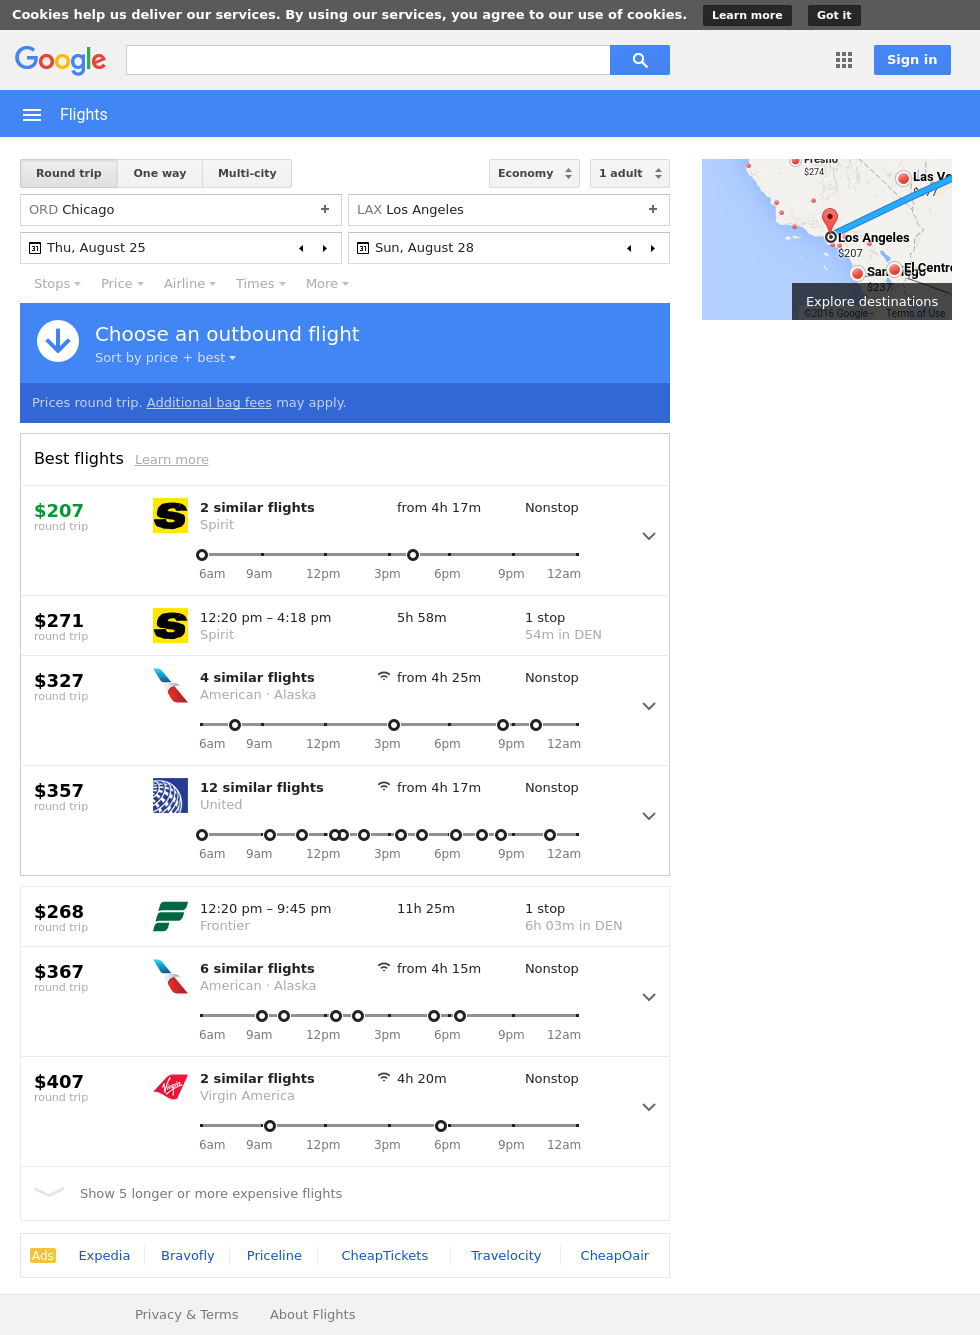 Cookies help us deliver our services. By using our services, you agree to our use of cookies. Learn more Got it
Google Sign in
Flights
Round trip One way Multi-city Economy 1 adult
ORD Chicago + LAX Los Angeles +
31 Thu, August 25 31 Sun, August 28
Stops Price Airline Times More
Fresno
$274
Los Angeles
$207
$237
El Centro
Explore destinations
©2016 Google - Terms of Use
Choose an outbound flight
Sort by price + best
Prices round trip. Additional bag fees may apply.
Best flights Learn more
$207 2 similar flights from 4h 17m Nonstop
round trip Spirit
6am 9am 12pm 3pm 6pm 9pm 12am
$271 12:20 pm – 4:18 pm 5h 58m 1 stop
round trip Spirit 54m in DEN
$327 4 similar flights from 4h 25m Nonstop
round trip American · Alaska
6am 9am 12pm 3pm 6pm 9pm 12am
$357 12 similar flights from 4h 17m Nonstop
round trip United
6am 9am 12pm 3pm 6pm 9pm 12am
$268 12:20 pm – 9:45 pm 11h 25m 1 stop
round trip Frontier 6h 03m in DEN
$367 6 similar flights from 4h 15m Nonstop
round trip American · Alaska
6am 9am 12pm 3pm 6pm 9pm 12am
$407 2 similar flights 4h 20m Nonstop
round trip Virgin America
6am 9am 12pm 3pm 6pm 9pm 12am
Show 5 longer or more expensive flights
Ads Expedia Bravofly Priceline CheapTickets Travelocity CheapOair
Privacy & Terms About Flights